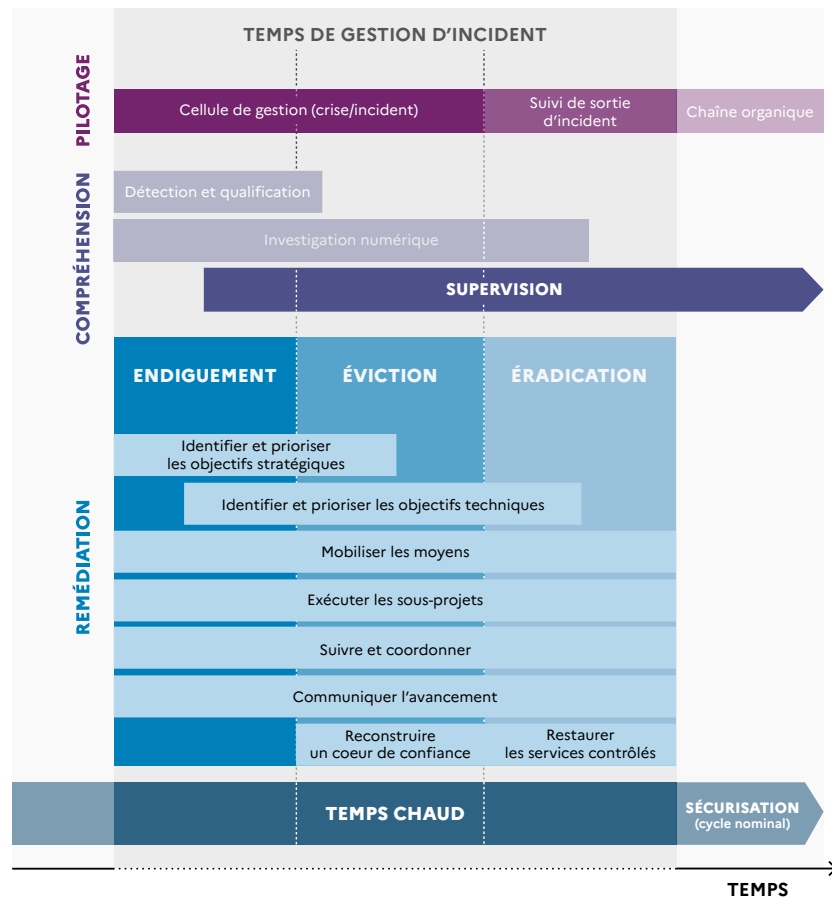 TEMPS DE GESTION D’INCIDENT
PILOTAGE
Cellule de gestion (crise/incident)
Suivi de sortie
d’incident
Chaîne organique
COMPRÉHENSION
Détection et qualification
Investigation numérique
SUPERVISION
REMÉDIATION
ENDIGUEMENT
ÉVICTION
ÉRADICATION
Identifier et prioriser
les objectifs stratégiques
Identifier et prioriser les objectifs techniques
Mobiliser les moyens
Exécuter les sous-projets
Suivre et coordonner
Communiquer l’avancement
Reconstruire
un coeur de confiance
Restaurer
les services contrôlés
TEMPS CHAUD
SÉCURISATION
(cycle nominal)
TEMPS